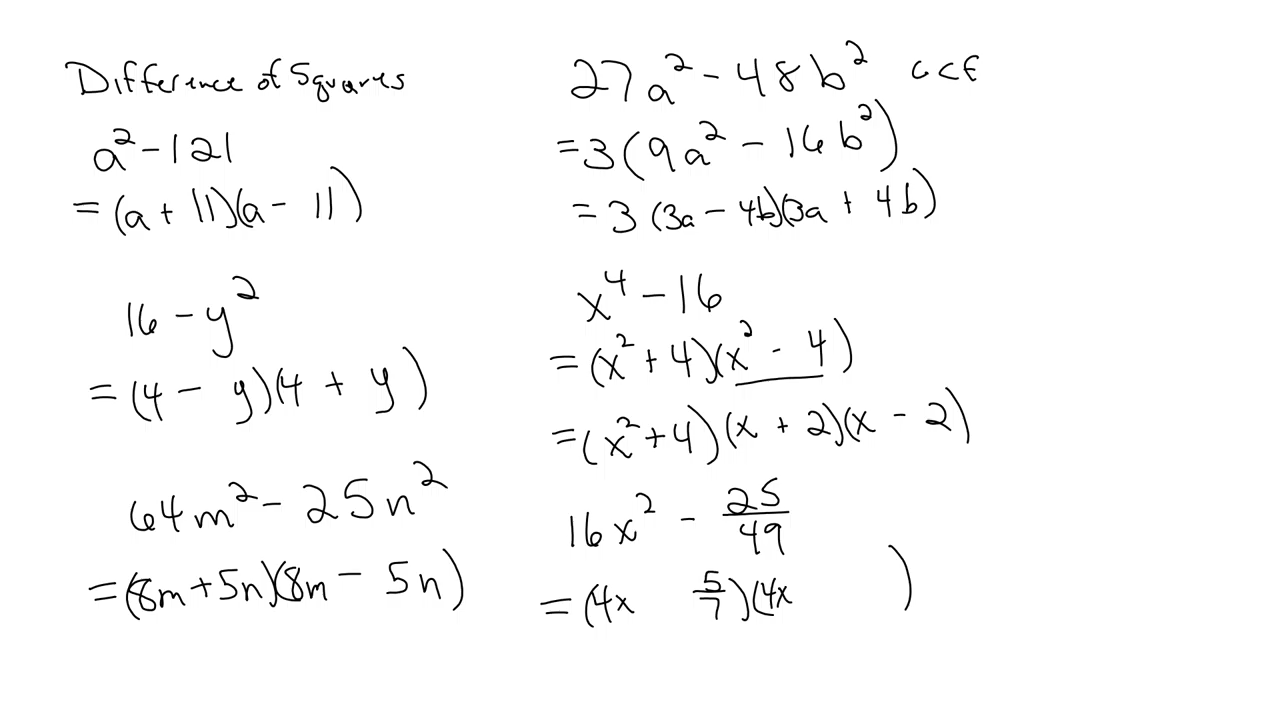 Difference of Squares
a² - 121
= (a + 11)(a - 11)
16 - y²
= (4 - y)(4 + y)
64m² - 25n²
= (8m + 5n)(8m - 5n)
27a² - 48b² GCF
= 3(9a² - 16b²)
= 3(3a - 4b)(3a + 4b)
x⁴ - 16
= (x² + 4)(x² - 4)
= (x² + 4)(x + 2)(x - 2)
16x² - 25/49
= (4x 5/7)(4x )